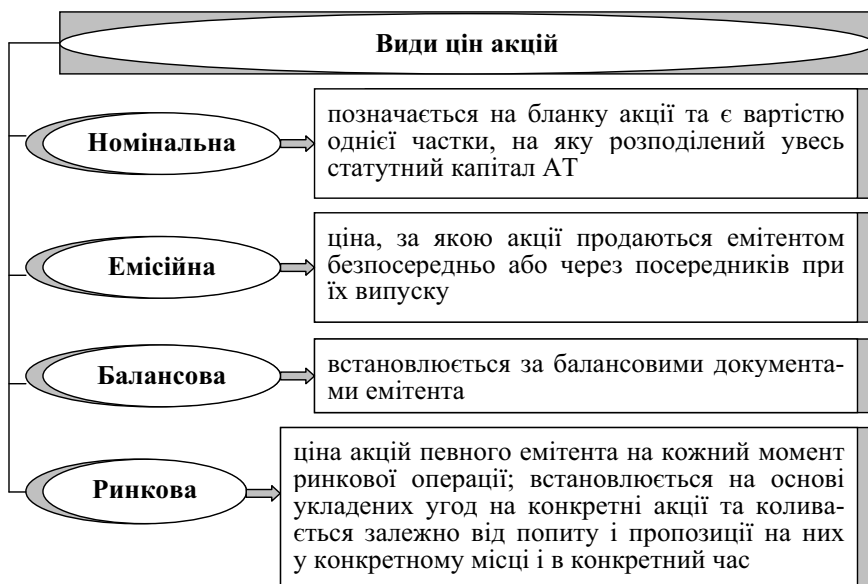 Види цін акцій
Номінальна
позначається на бланку акції та є вартістю
однієї частки, на яку розподілений увесь
статутний капітал АТ
Емісійна
ціна, за якою акції продаються емітентом
безпосередньо або через посередників при
їх випуску
Балансова
встановлюється за балансовими документа-
ми емітента
Ринкова
ціна акцій певного емітента на кожний момент
ринкової операції; встановлюється на основі
укладених угод на конкретні акції та колива-
ється залежно від попиту і пропозиції на них
у конкретному місці і в конкретний час